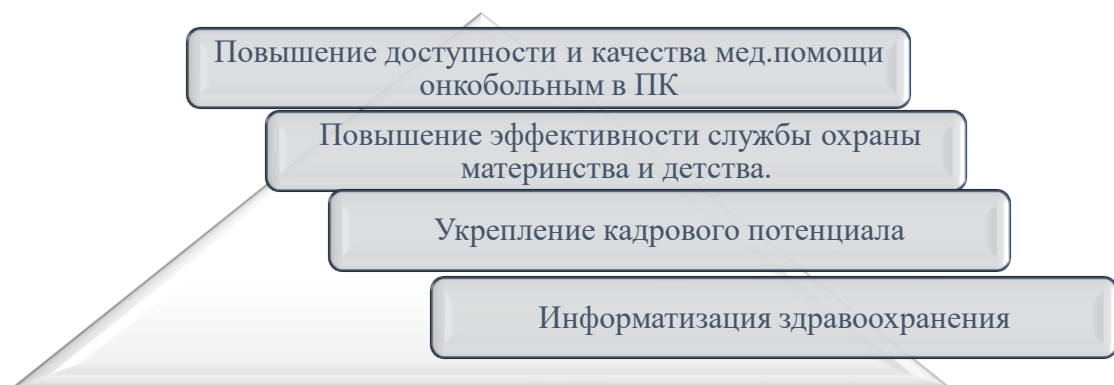 Повышение доступности и качества мед.помощи
онкобольным в ПК
Повышение эффективности службы охраны
материнства и детства.
Укрепление кадрового потенциала
Информатизация здравоохранения